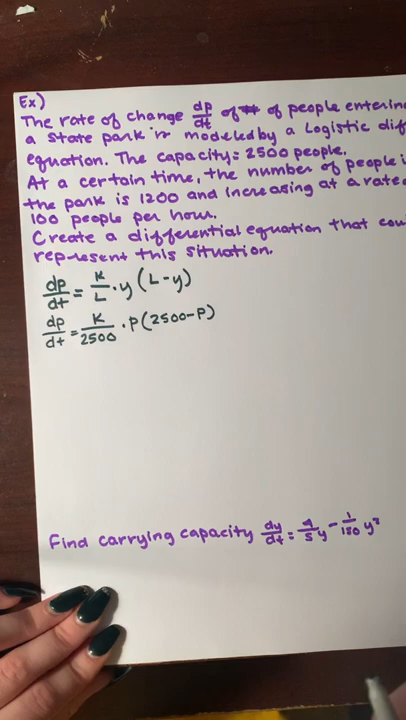 Ex)
The rate of change dp/dt of # of people
a state park is modeled by a Logistic
equation. The capacity = 2500 people.
At a certain time, the number of people
the park is 1200 and increasing at a rate
100 people per hour.
Create a differential equation that
represent this situation.
dp/dt = K/L · y (L-y)
dp/dt = K/2500 · P(2500-P)
Find carrying capacity dy/dt = 4/5 y - 1/150 y²